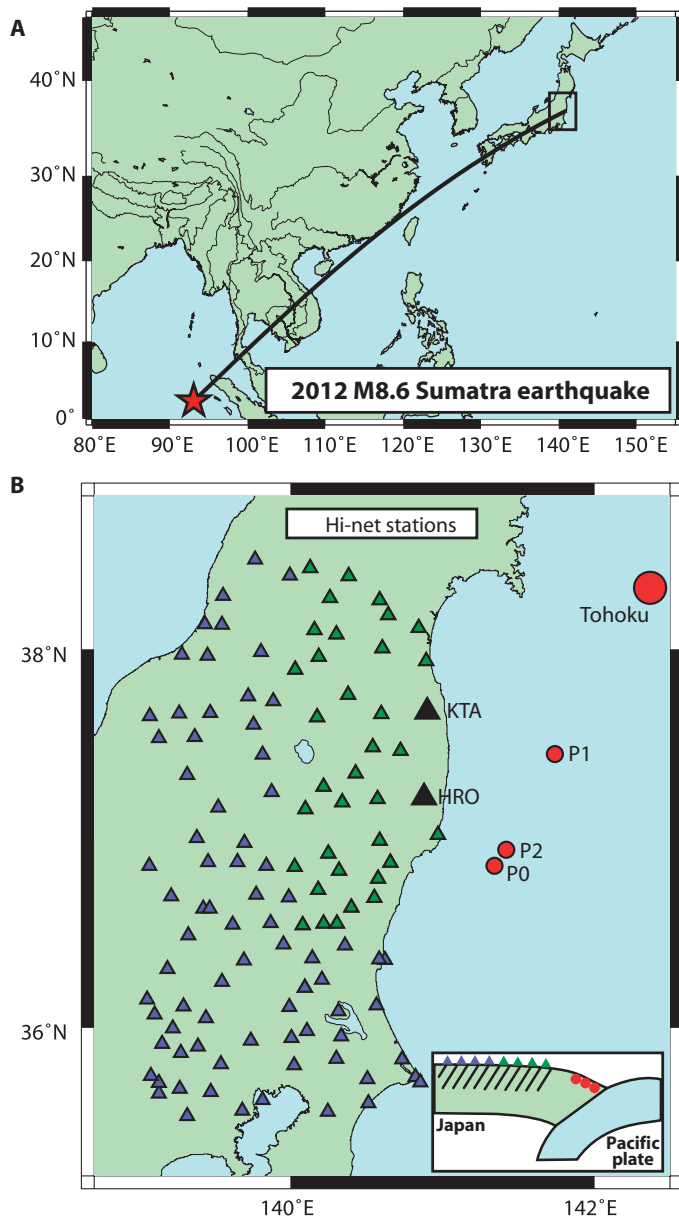 A
40˚N
30˚N
20˚N
10˚N
0˚
2012 M8.6 Sumatra earthquake
80˚E 90˚E 100˚E 110˚E 120˚E 130˚E 140˚E 150˚E
B
Hi-net stations
Tohoku
38˚N
KTA
P1
HRO
P2
P0
36˚N
Japan
Pacific
plate
140˚E 142˚E